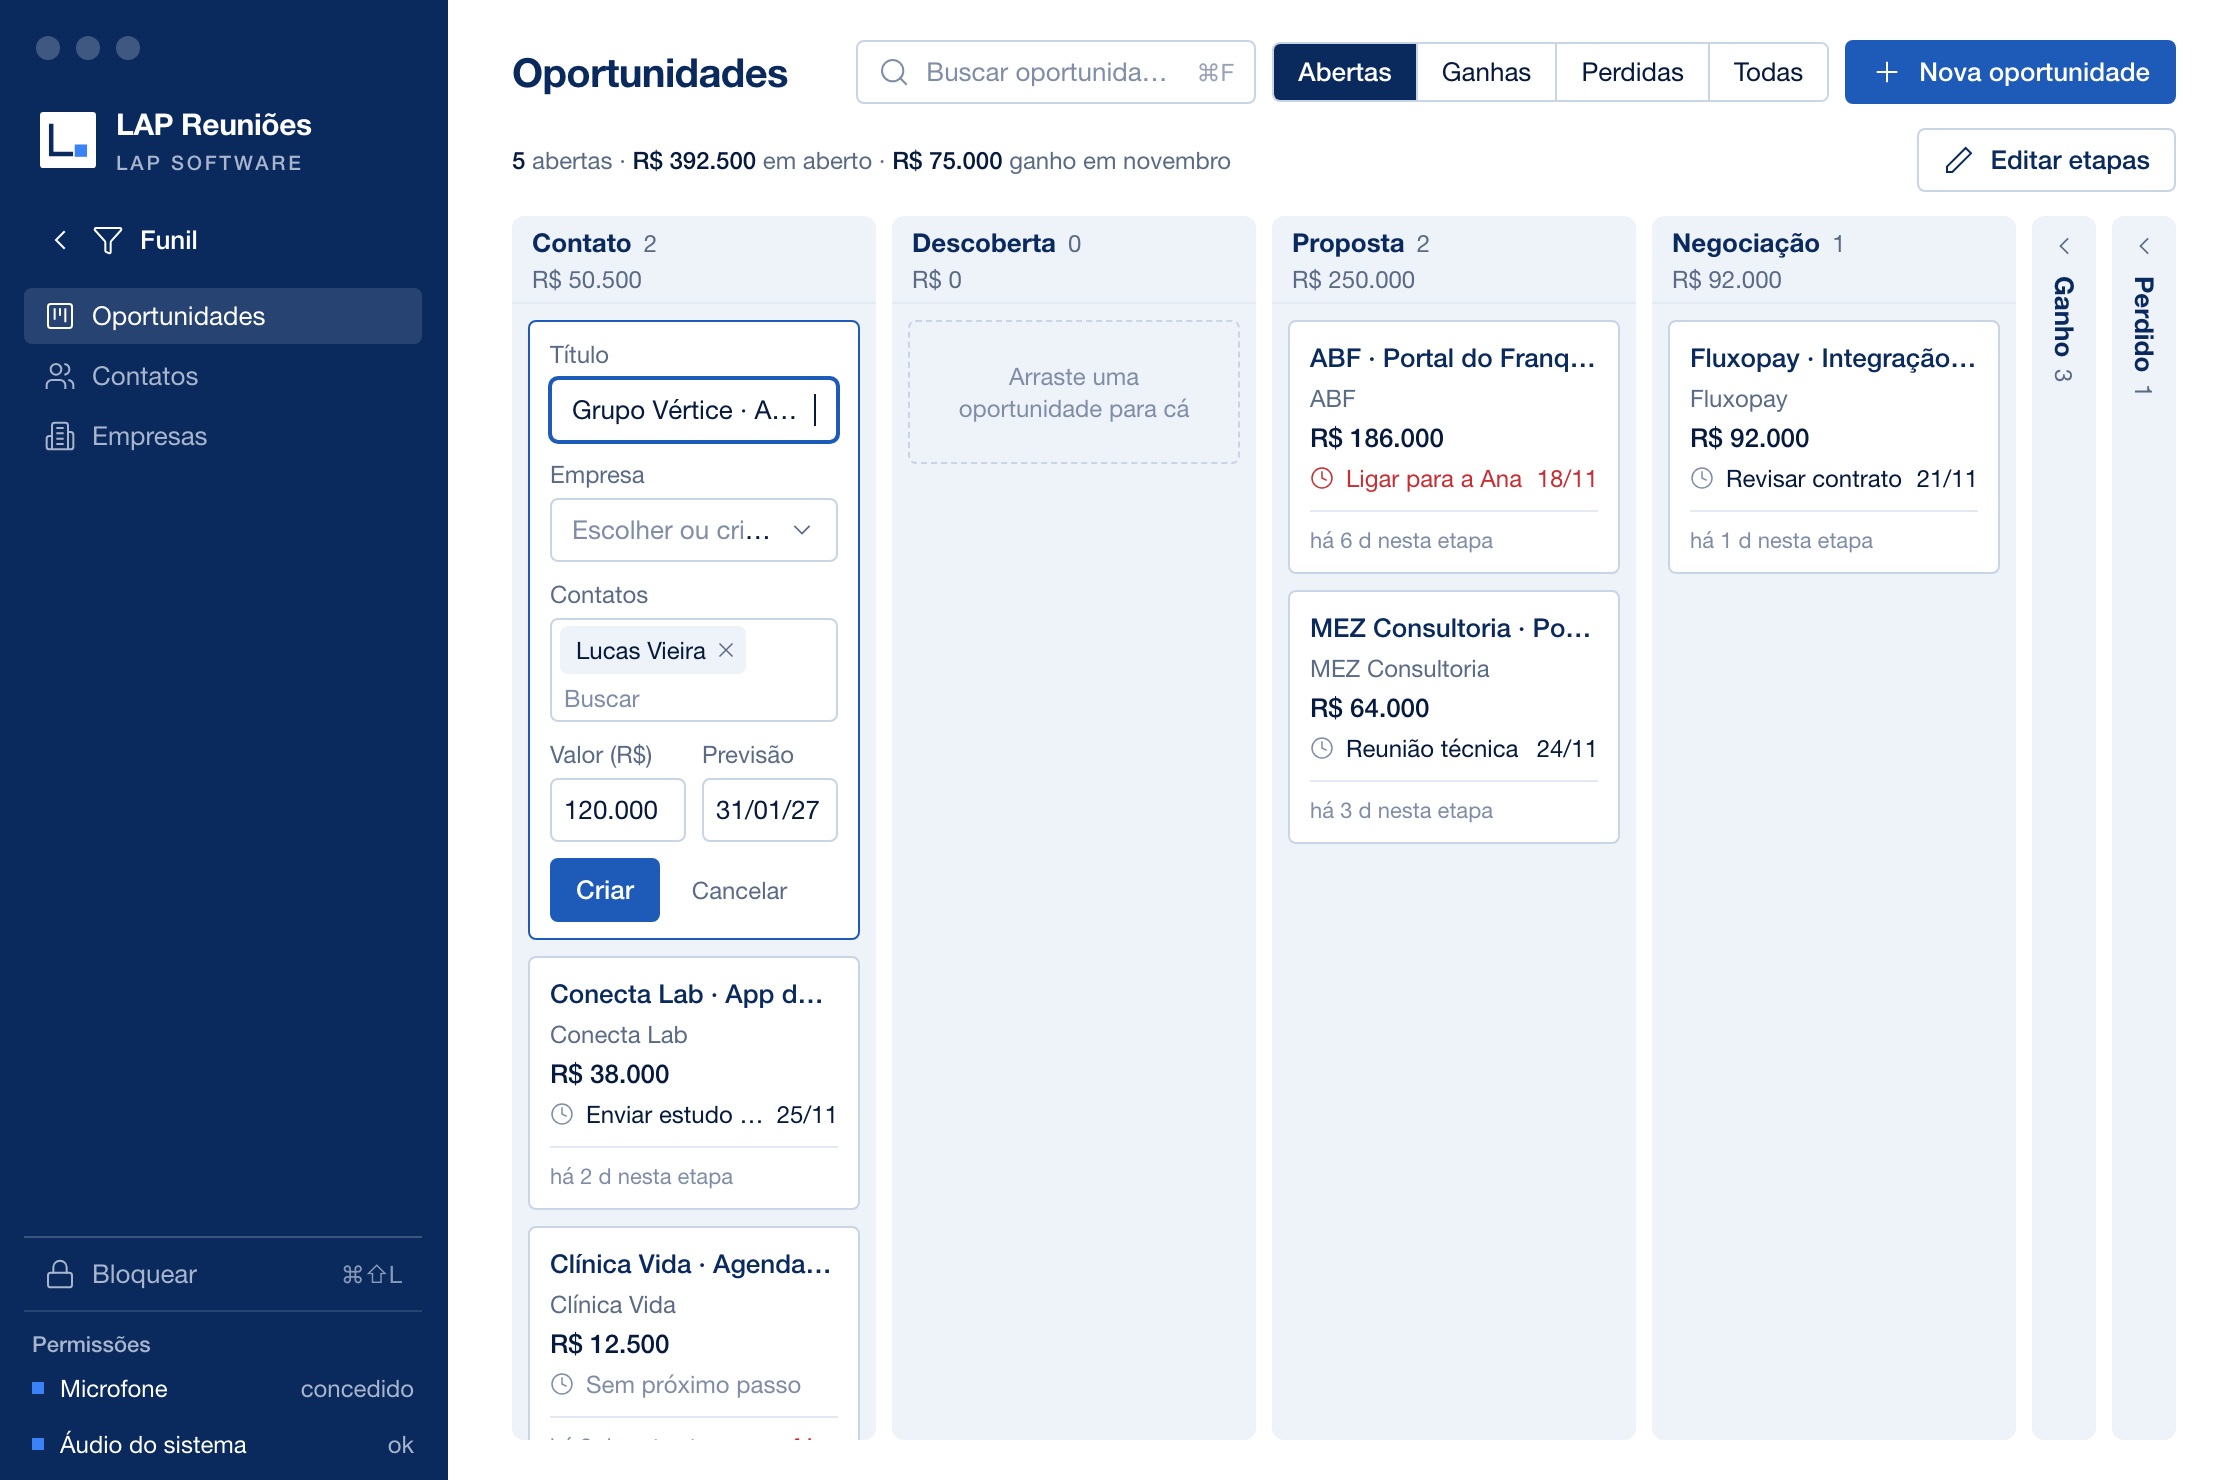 LAP Reuniões
LAP SOFTWARE
Funil
Oportunidades
Contatos
Empresas
Bloquear ⌘⇧L
Permissões
Microfone concedido
Áudio do sistema ok
Oportunidades
Buscar oportunida… ⌘F
Abertas Ganhas Perdidas Todas
Nova oportunidade
5 abertas · R$ 392.500 em aberto · R$ 75.000 ganho em novembro
Editar etapas
Contato 2
R$ 50.500
Título
Grupo Vértice · A…
Empresa
Escolher ou cri…
Contatos
Lucas Vieira
Buscar
Valor (R$) Previsão
120.000 31/01/27
Criar Cancelar
Conecta Lab · App d…
Conecta Lab
R$ 38.000
Enviar estudo … 25/11
há 2 d nesta etapa
Clínica Vida · Agenda…
Clínica Vida
R$ 12.500
Sem próximo passo
Descoberta 0
R$ 0
Arraste uma
oportunidade para cá
Proposta 2
R$ 250.000
ABF · Portal do Franq…
ABF
R$ 186.000
Ligar para a Ana 18/11
há 6 d nesta etapa
MEZ Consultoria · Po…
MEZ Consultoria
R$ 64.000
Reunião técnica 24/11
há 3 d nesta etapa
Negociação 1
R$ 92.000
Fluxopay · Integração…
Fluxopay
R$ 92.000
Revisar contrato 21/11
há 1 d nesta etapa
Ganho 3
Perdido 1